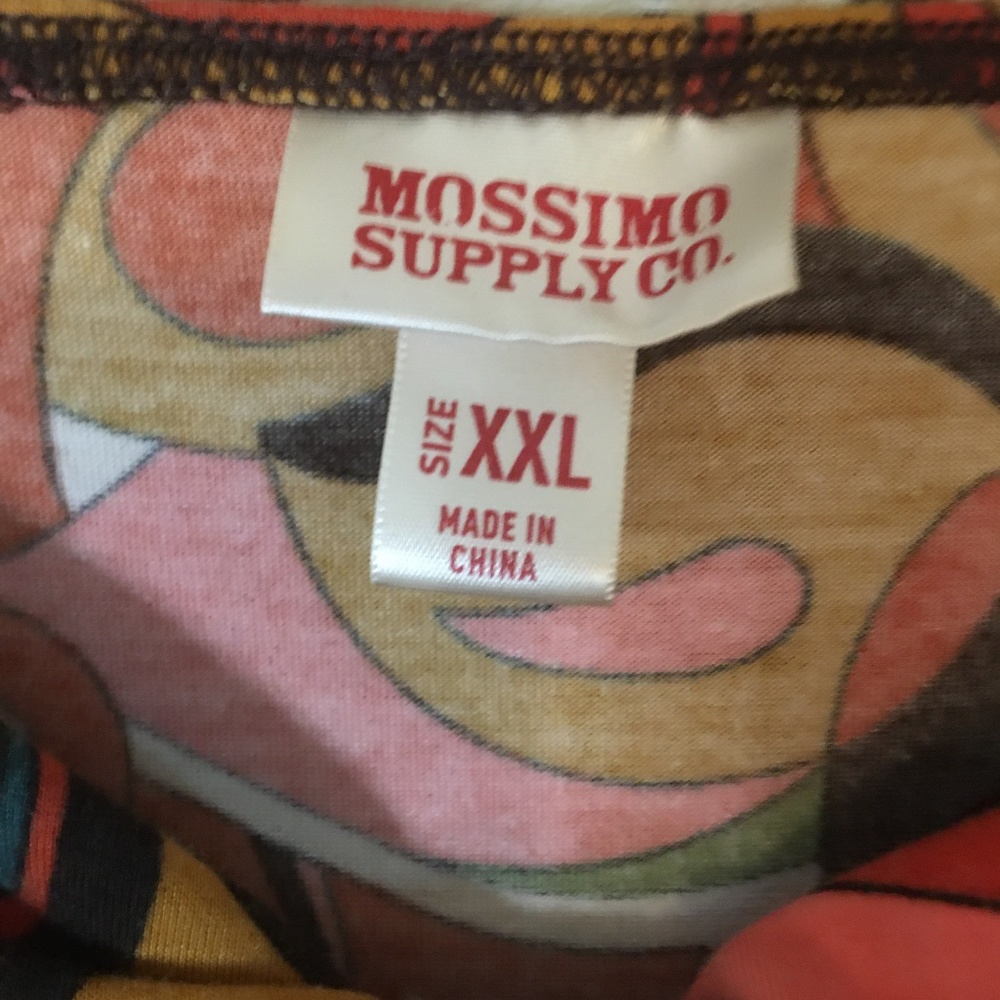 MOSSIMO
SUPPLY CO.
SIZE XXL
MADE IN
CHINA